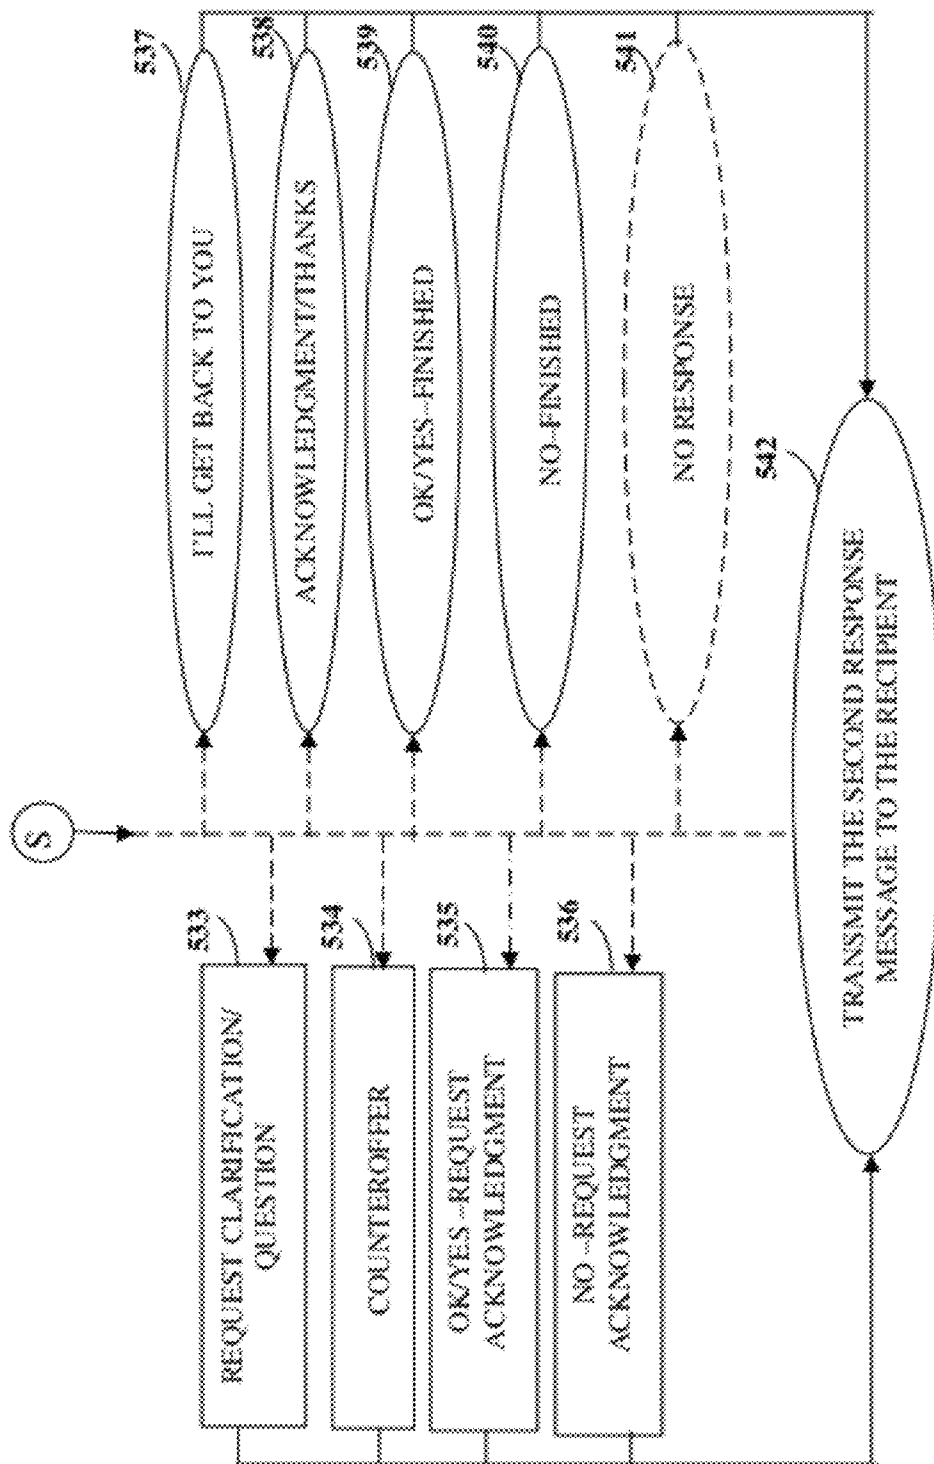 S
533
REQUEST CLARIFICATION/
QUESTION
534
COUNTEROFFER
535
OK/YES –REQUEST
ACKNOWLEDGMENT
536
NO –REQUEST
ACKNOWLEDGMENT
537
I'LL GET BACK TO YOU
538
ACKNOWLEDGMENT/THANKS
539
OK/YES–FINISHED
540
NO–FINISHED
541
NO RESPONSE
542
TRANSMIT THE SECOND RESPONSE
MESSAGE TO THE RECIPIENT